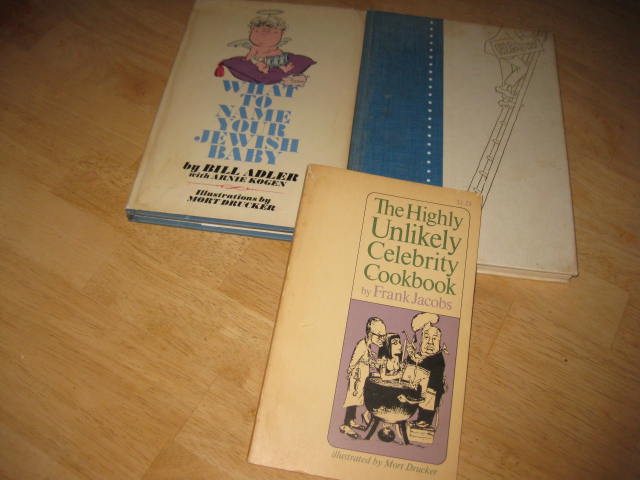 WHAT
TO
NAME
YOUR
JEWISH
BABY
by BILL ADLER
with ARNIE KOGEN
Illustrations by
MORT DRUCKER
The Highly
Unlikely
Celebrity
Cookbook
by Frank Jacobs
illustrated by Mort Drucker